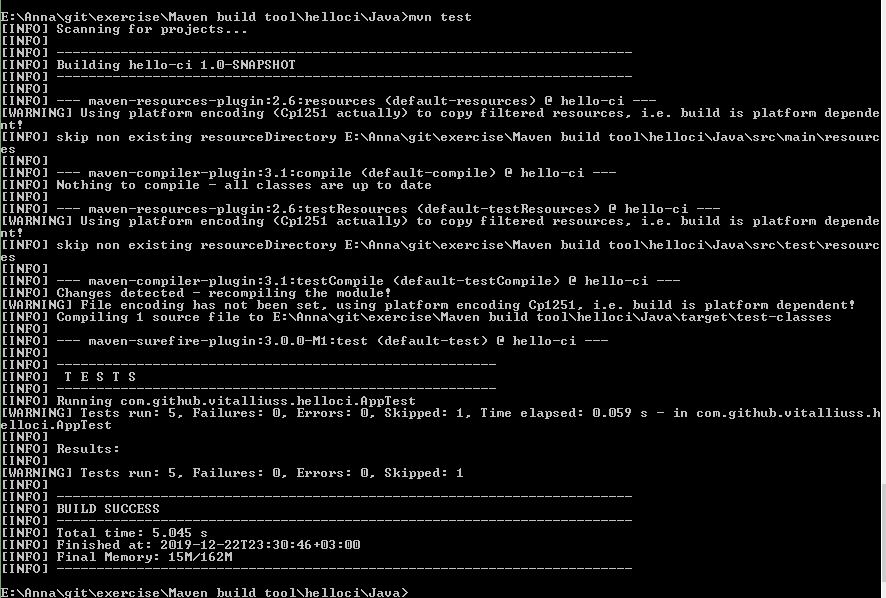 E:\Anna\git\exercise\Maven build tool\helloci\Java>mvn test
[INFO] Scanning for projects...
[INFO]
[INFO] ------------------------------------------------------------------------
[INFO] Building hello-ci 1.0-SNAPSHOT
[INFO] ------------------------------------------------------------------------
[INFO]
[INFO] --- maven-resources-plugin:2.6:resources (default-resources) @ hello-ci ---
[WARNING] Using platform encoding (Cp1251 actually) to copy filtered resources, i.e. build is platform depende
nt!
[INFO] skip non existing resourceDirectory E:\Anna\git\exercise\Maven build tool\helloci\Java\src\main\resourc
es
[INFO]
[INFO] --- maven-compiler-plugin:3.1:compile (default-compile) @ hello-ci ---
[INFO] Nothing to compile - all classes are up to date
[INFO]
[INFO] --- maven-resources-plugin:2.6:testResources (default-testResources) @ hello-ci ---
[WARNING] Using platform encoding (Cp1251 actually) to copy filtered resources, i.e. build is platform depende
nt!
[INFO] skip non existing resourceDirectory E:\Anna\git\exercise\Maven build tool\helloci\Java\src\test\resourc
es
[INFO]
[INFO] --- maven-compiler-plugin:3.1:testCompile (default-testCompile) @ hello-ci ---
[INFO] Changes detected - recompiling the module!
[WARNING] File encoding has not been set, using platform encoding Cp1251, i.e. build is platform dependent!
[INFO] Compiling 1 source file to E:\Anna\git\exercise\Maven build tool\helloci\Java\target\test-classes
[INFO]
[INFO] --- maven-surefire-plugin:3.0.0-M1:test (default-test) @ hello-ci ---
[INFO]
[INFO] -------------------------------------------------------
[INFO]  T E S T S
[INFO] -------------------------------------------------------
[INFO] Running com.github.vitalliuss.helloci.AppTest
[WARNING] Tests run: 5, Failures: 0, Errors: 0, Skipped: 1, Time elapsed: 0.059 s - in com.github.vitalliuss.h
elloci.AppTest
[INFO]
[INFO] Results:
[INFO]
[WARNING] Tests run: 5, Failures: 0, Errors: 0, Skipped: 1
[INFO]
[INFO] ------------------------------------------------------------------------
[INFO] BUILD SUCCESS
[INFO] ------------------------------------------------------------------------
[INFO] Total time: 5.045 s
[INFO] Finished at: 2019-12-22T23:30:46+03:00
[INFO] Final Memory: 15M/162M
[INFO] ------------------------------------------------------------------------
E:\Anna\git\exercise\Maven build tool\helloci\Java>